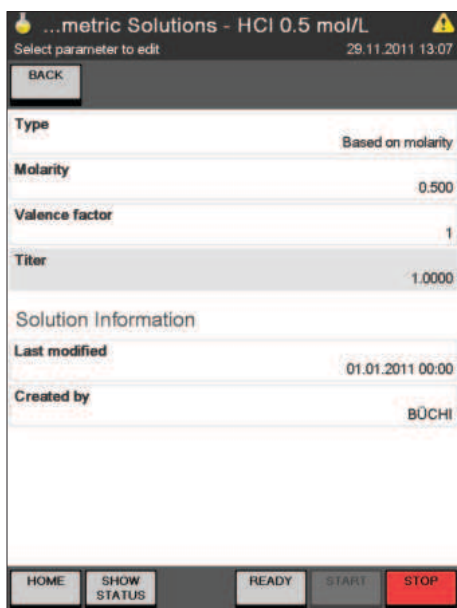 ...metric Solutions - HCl 0.5 mol/L
Select parameter to edit 29.11.2011 13:07
BACK
Type
Based on molarity
Molarity
0.500
Valence factor
1
Titer
1.0000
Solution Information
Last modified
01.01.2011 00:00
Created by
BÜCHI
HOME SHOW STATUS READY START STOP